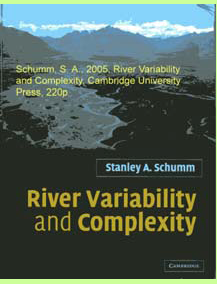 Schumm, S. A., 2005. River Variability
and Complexity, Cambridge University
Press, 220p.
Stanley A. Schumm
River Variability
and Complexity
CAMBRIDGE